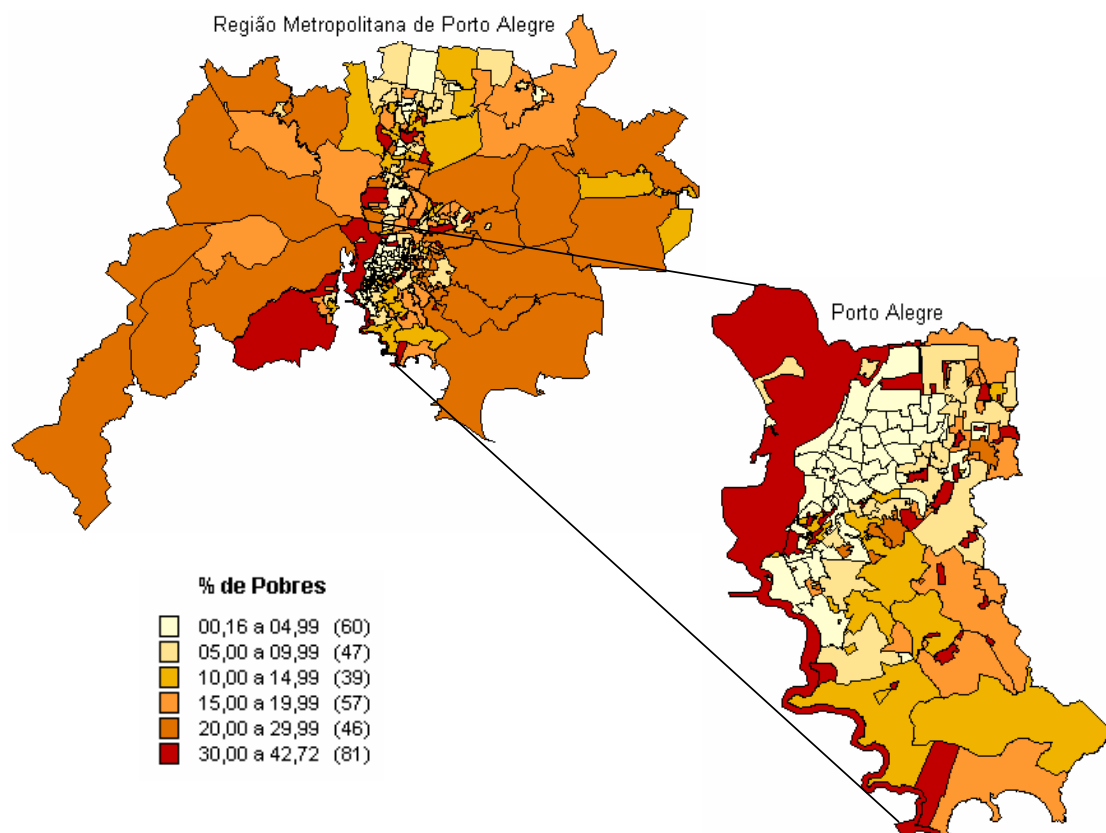 Região Metropolitana de Porto Alegre
Porto Alegre
% de Pobres
00,16 a 04,99 (60)
05,00 a 09,99 (47)
10,00 a 14,99 (39)
15,00 a 19,99 (57)
20,00 a 29,99 (46)
30,00 a 42,72 (81)